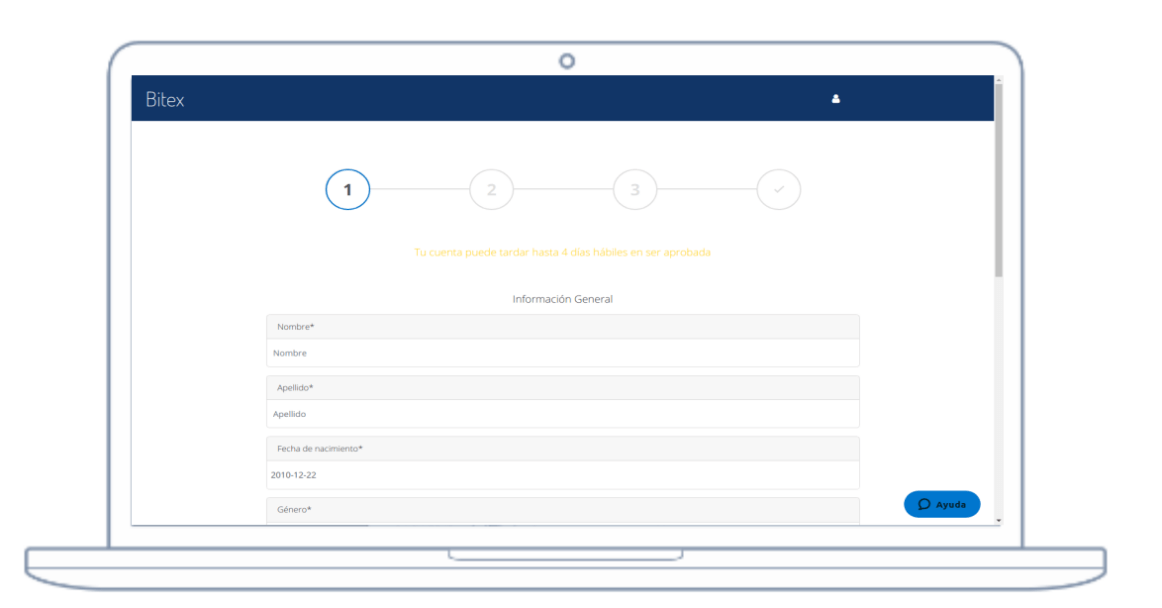 Bitex
1 2 3
Tu cuenta puede tardar hasta 4 días hábiles en ser aprobada
Información General
Nombre*
Nombre
Apellido*
Apellido
Fecha de nacimiento*
2010-12-22
Género*
Ayuda